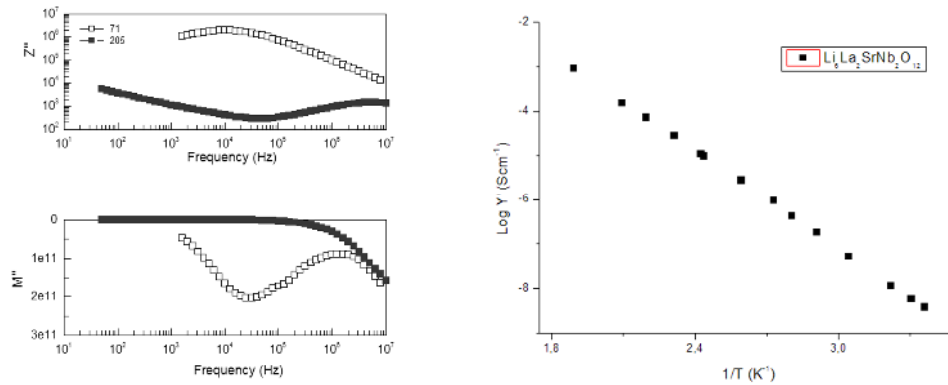 Z''
10⁷
10⁶
10⁵
10⁴
10³
10²
71
205
10¹ 10² 10³ 10⁴ 10⁵ 10⁶ 10⁷
Frequency (Hz)
M''
0
1e11
2e11
3e11
10¹ 10² 10³ 10⁴ 10⁵ 10⁶ 10⁷
Frequency (Hz)
Log Y' (Scm⁻¹)
-2
-4
-6
-8
Li₆La₂SrNb₂O₁₂
1,8 2,4 3,0
1/T (K⁻¹)